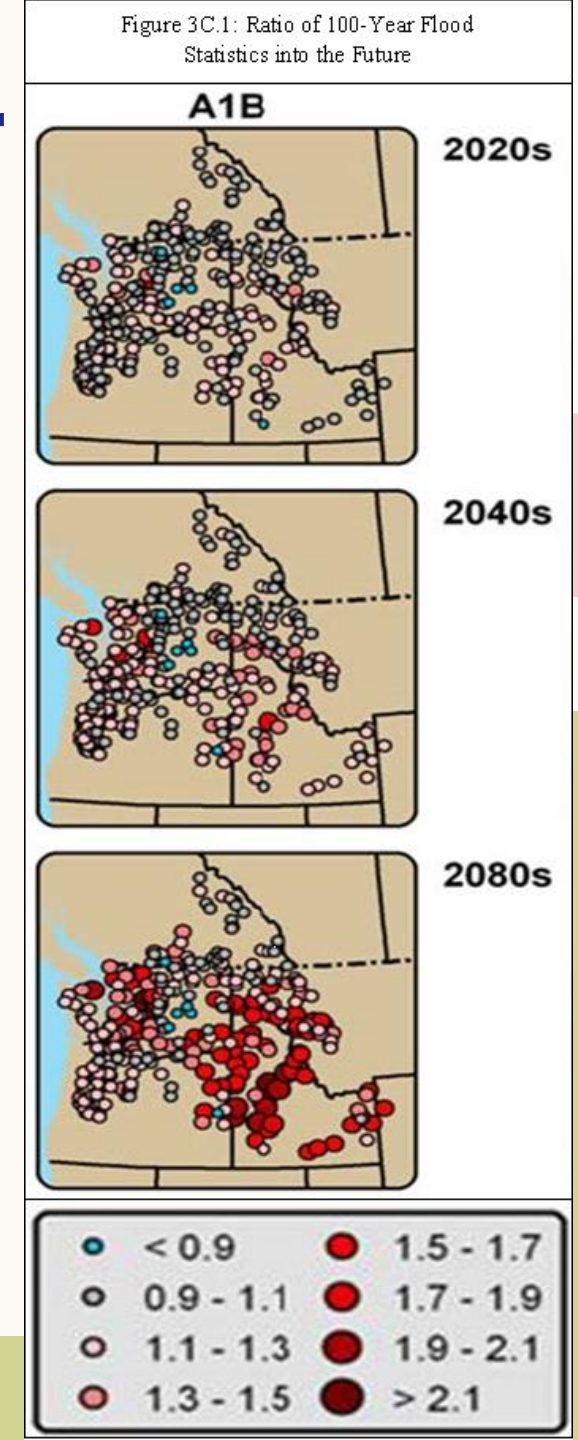 Figure 3C.1: Ratio of 100-Year Flood
Statistics into the Future
A1B
2020s
2040s
2080s
< 0.9
0.9 - 1.1
1.1 - 1.3
1.3 - 1.5
1.5 - 1.7
1.7 - 1.9
1.9 - 2.1
> 2.1